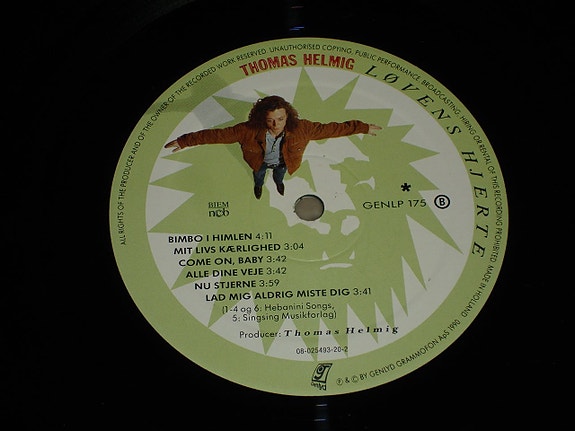 ALL RIGHTS OF THE PRODUCER AND OF THE OWNER OF THE RECORDED WORK RESERVED UNAUTHORISED COPYING, PUBLIC PERFORMANCE, BROADCASTING, HIRING OR RENTAL OF THIS RECORDING PROHIBITED MADE IN HOLLAND
THOMAS HELMIG
LØVENS HJERTE
BIEM
ncb
*
GENLP 175 B
BIMBO I HIMLEN 4:11
MIT LIVS KÆRLIGHED 3:04
COME ON, BABY 3:42
ALLE DINE VEJE 3:42
NU STJERNE 3:59
LAD MIG ALDRIG MISTE DIG 3:41
(1-4 og 6: Hebanini Songs,
5: Singsing Musikforlag)
Producer: Thomas Helmig
08-025493-20-2
℗ & © BY GENLYD GRAMMOFON ApS 1990